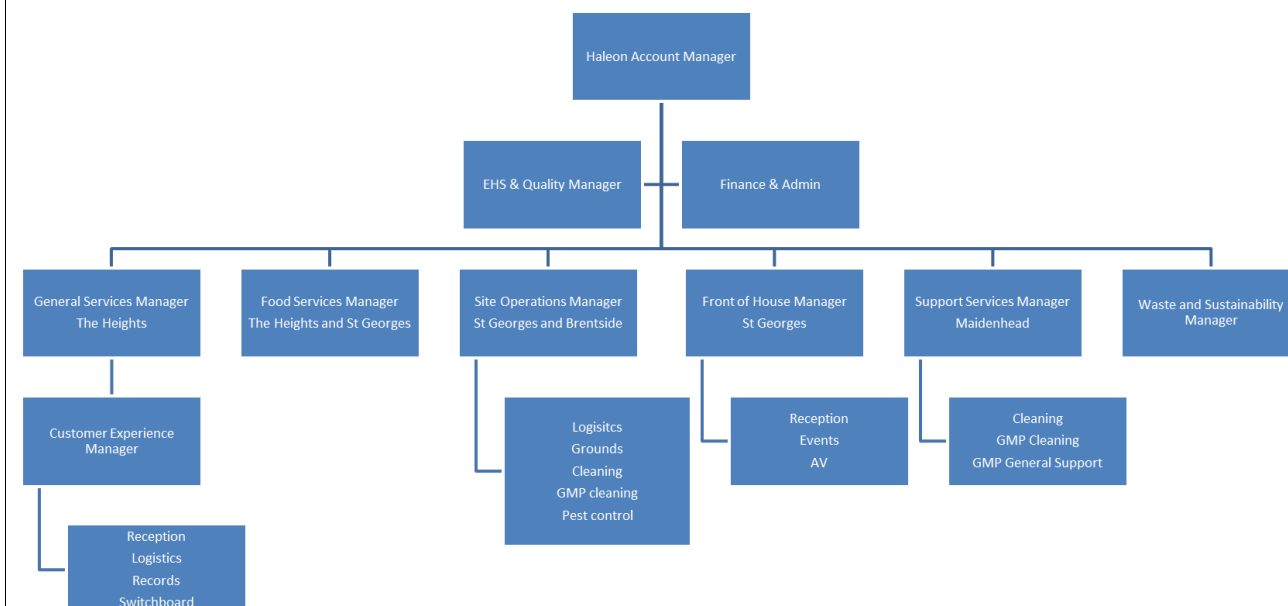 Haleon Account Manager
EHS & Quality Manager
Finance & Admin
General Services Manager
The Heights
Food Services Manager
The Heights and St Georges
Site Operations Manager
St Georges and Brentside
Front of House Manager
St Georges
Support Services Manager
Maidenhead
Waste and Sustainability
Manager
Customer Experience
Manager
Logisitcs
Grounds
Cleaning
GMP cleaning
Pest control
Reception
Events
AV
Cleaning
GMP Cleaning
GMP General Support
Reception
Logistics
Records
Switchboard